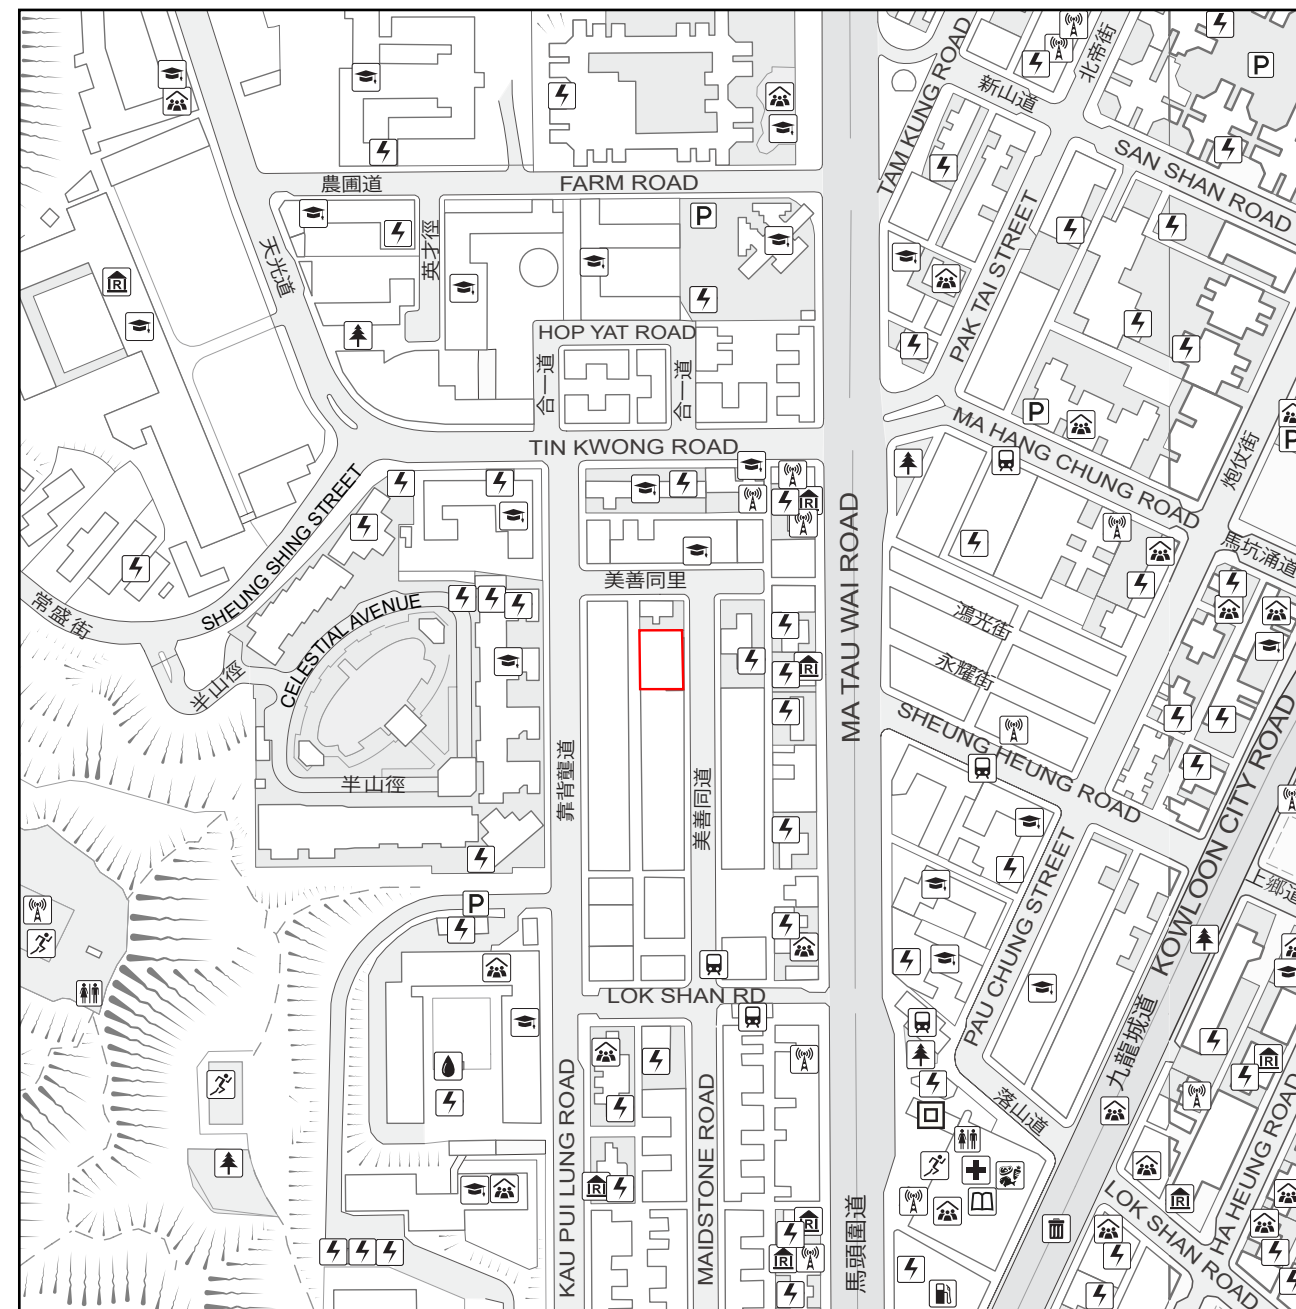 TAM KUNG ROAD
北帝街
新山道
P
SAN SHAN ROAD
農圃道
FARM ROAD
英才徑
天光道
P
PAK TAI STREET
R
HOP YAT ROAD
合一道
合一道
P
MA HANG CHUNG ROAD
P
炮仗街
TIN KWONG ROAD
SHEUNG SHING STREET
R
MA TAU WAI ROAD
馬坑涌道
美善同里
常盛街
CELESTIAL AVENUE
鴻光街
永耀街
R
半山徑
SHEUNG HEUNG ROAD
靠背壟道
半山徑
美善同道
KOWLOON CITY ROAD
PAU CHUNG STREET
上鄉道
P
LOK SHAN RD
九龍城道
KAU PUI LUNG ROAD
MAIDSTONE ROAD
落山道
R
R
馬頭圍道
R
LOK SHAN ROAD
HA HEUNG ROAD
R
R